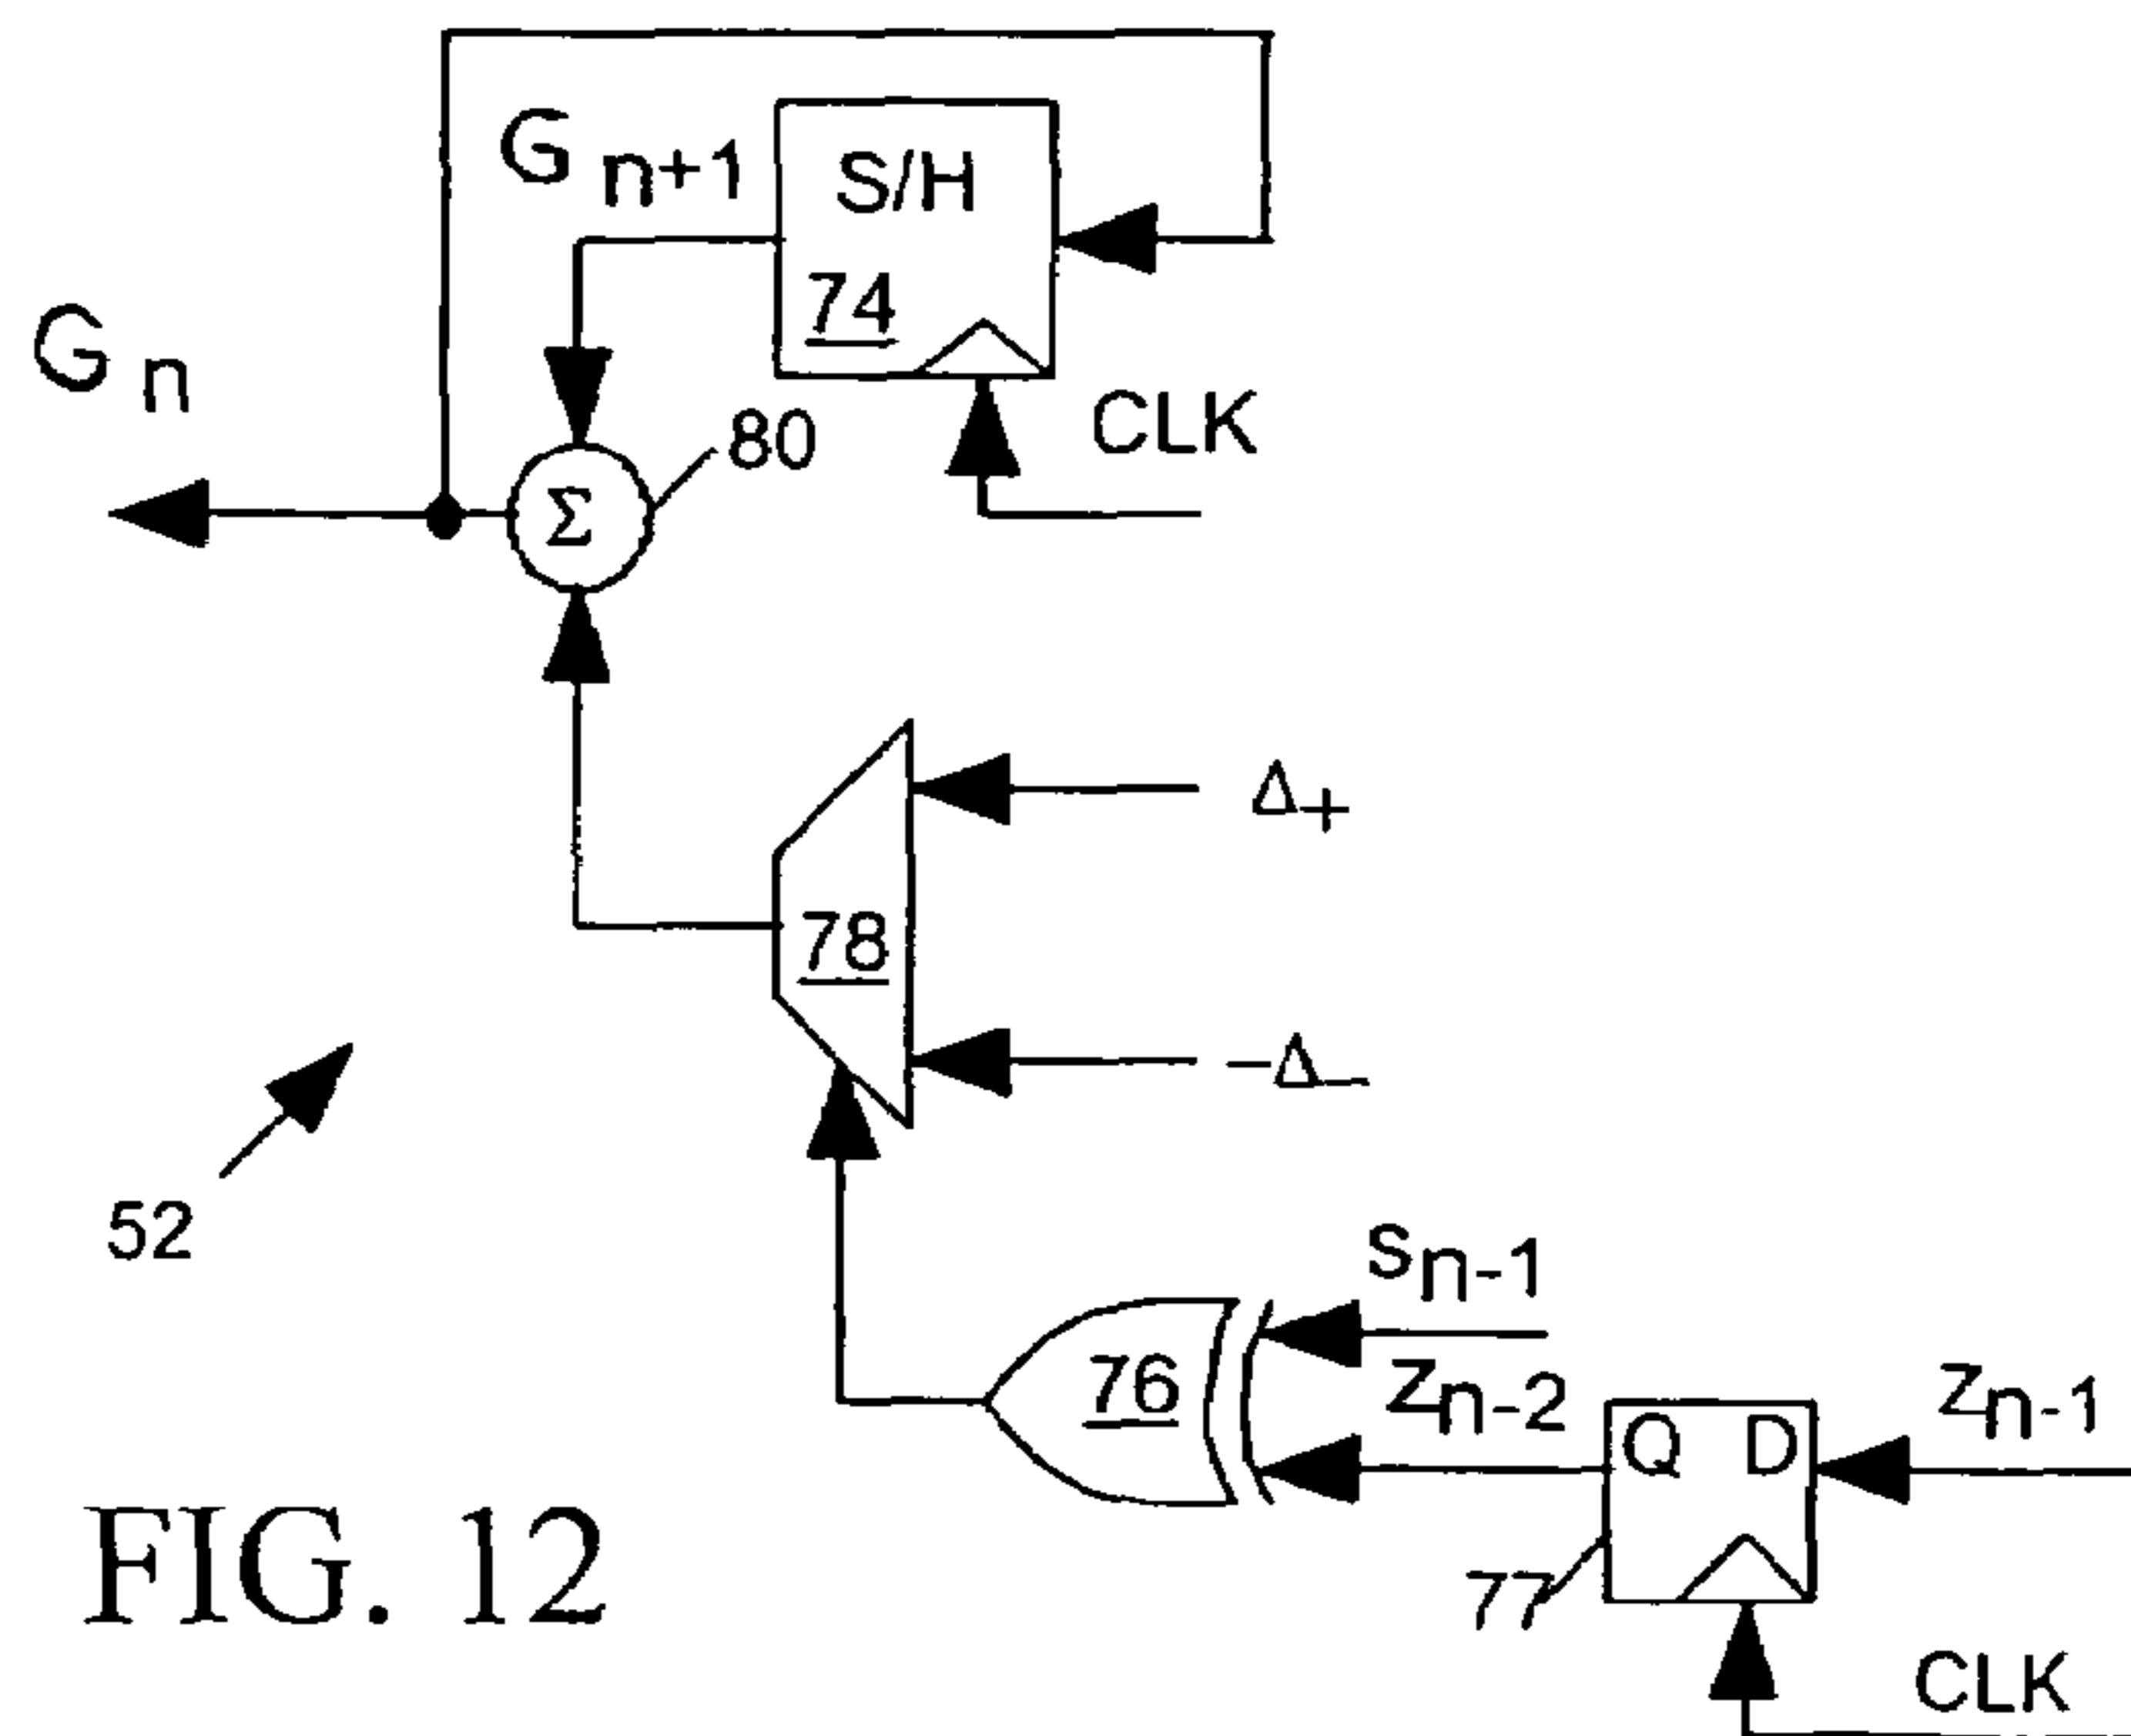 G n+1
S/H
74
G n
80
CLK
Σ
Δ+
78
-Δ-
52
sn-1
76
zn-2
zn-1
Q D
77
FIG. 12
CLK